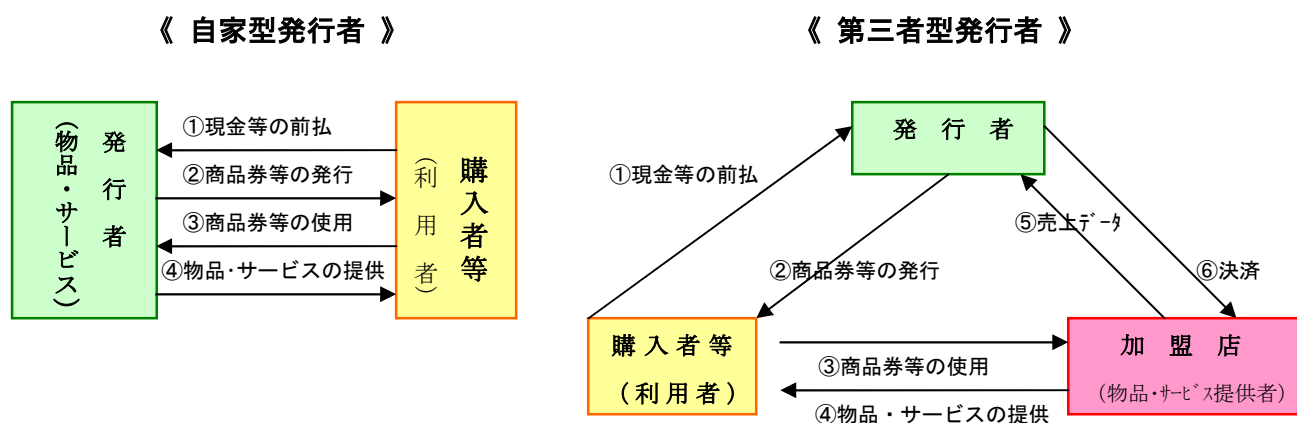 《 自家型発行者 》
発行者
（物品・サービス）
①現金等の前払
②商品券等の発行
③商品券等の使用
④物品･サービスの提供
購入者等
（利用者）
《 第三者型発行者 》
発 行 者
①現金等の前払
②商品券等の発行
⑤売上ﾃﾞｰﾀ
⑥決済
購 入 者 等
（ 利 用 者 ）
③商品券等の使用
④物品・サービスの提供
加 盟 店
（物品･ｻｰﾋﾞｽ提供者）